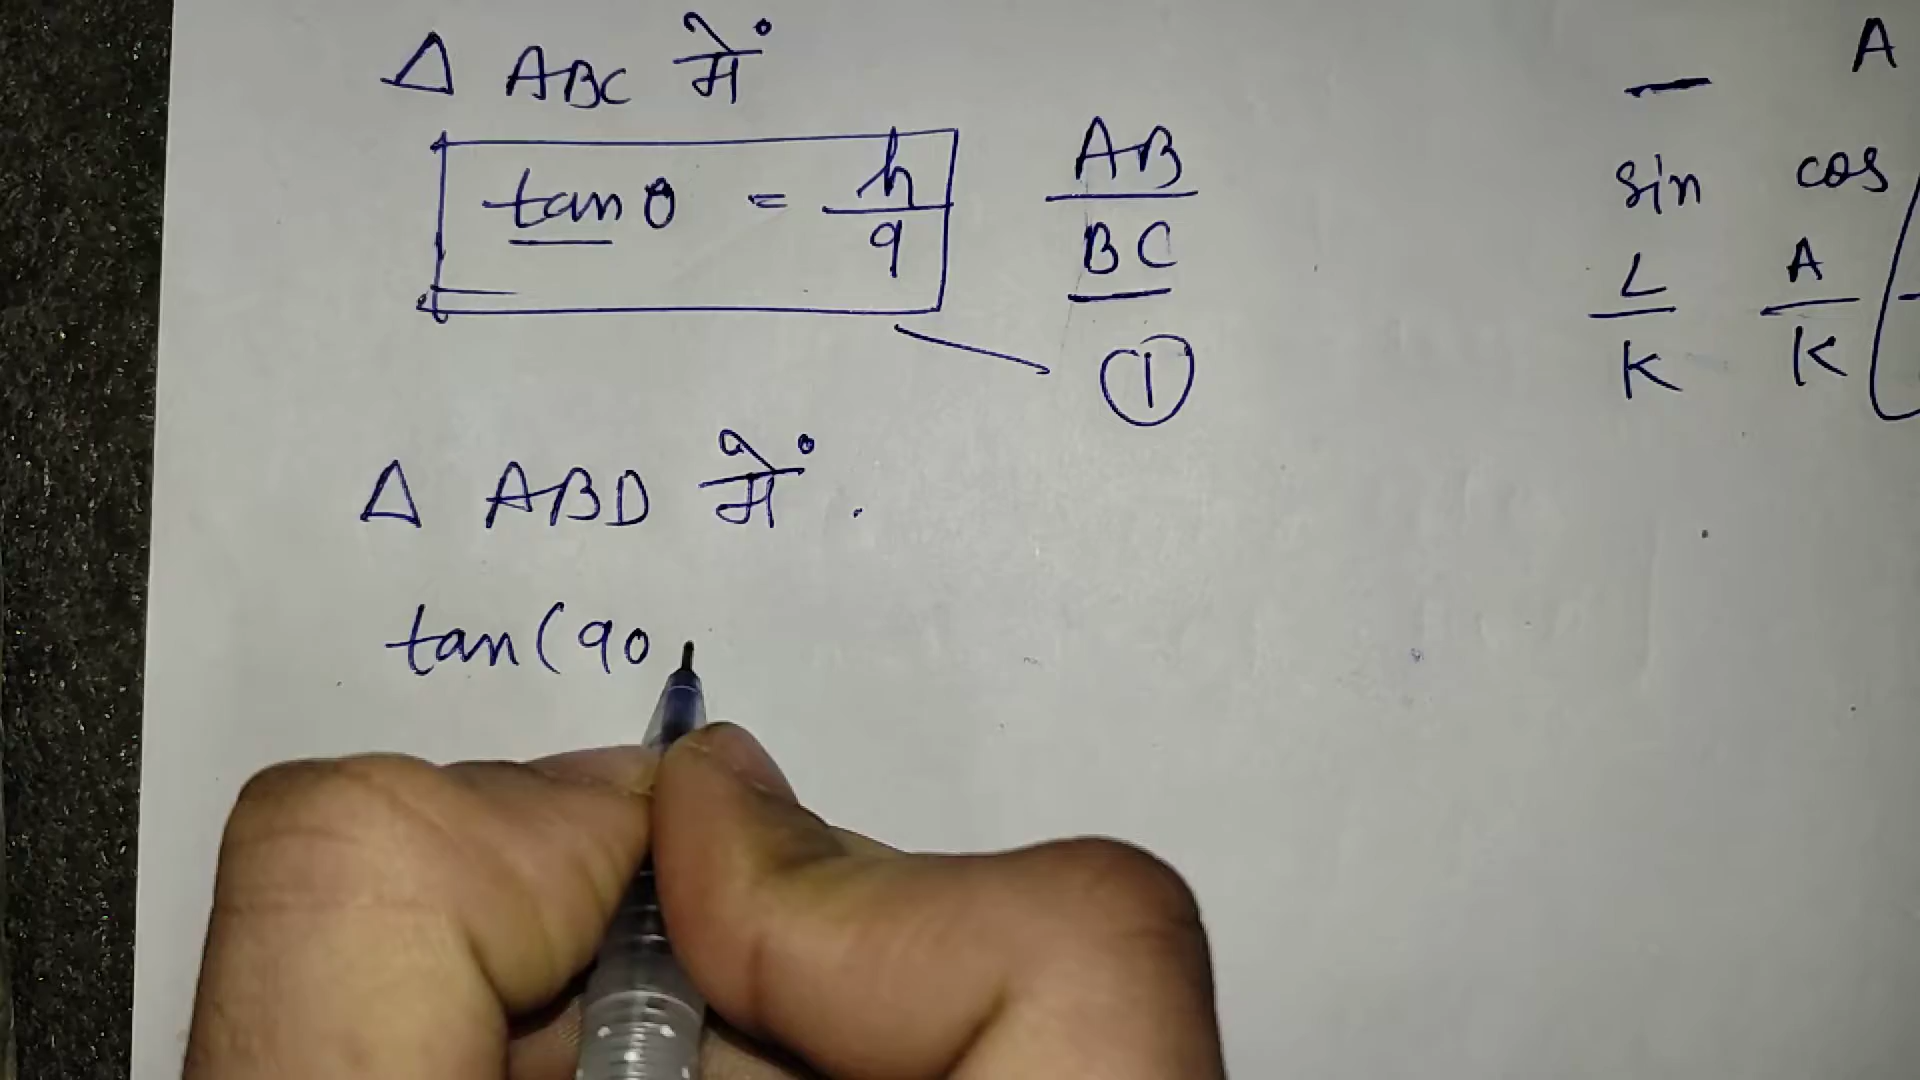 △ ABC में
tan θ = h/9 AB/BC
①
△ ABD में .
tan(90
— A
sin cos
L/K A/K